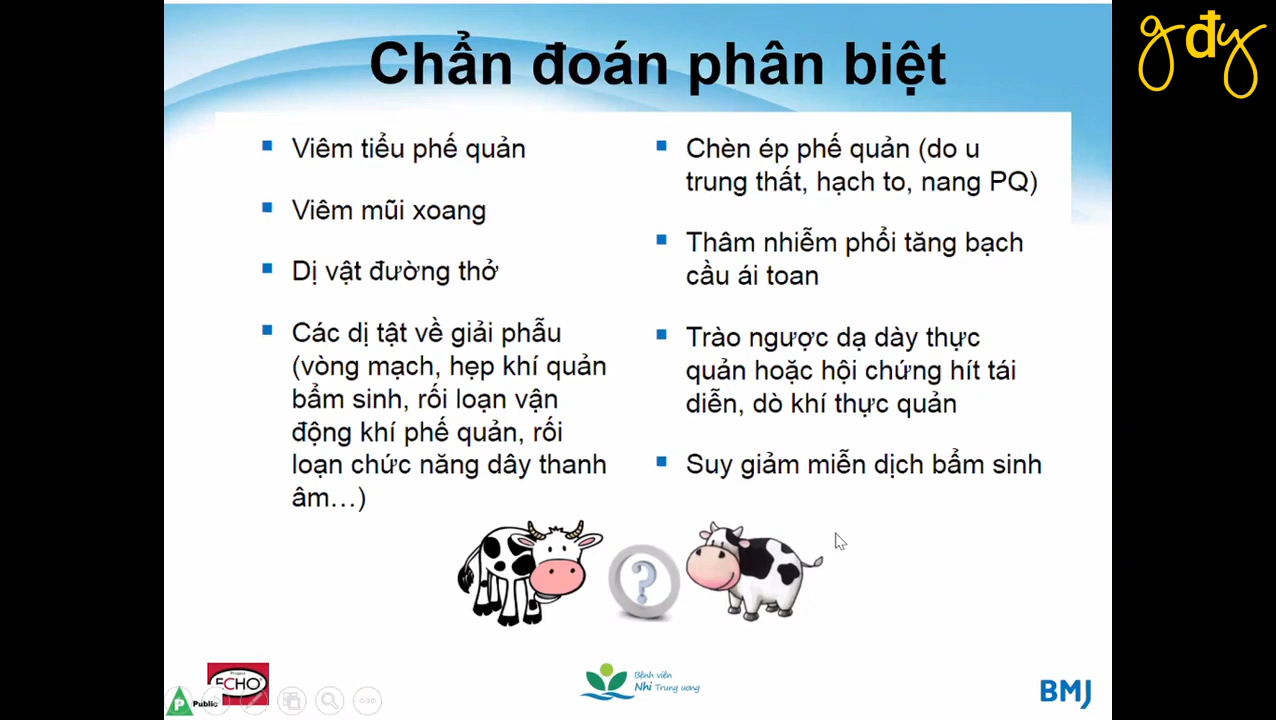 gđy
Chẩn đoán phân biệt
Viêm tiểu phế quản
Viêm mũi xoang
Dị vật đường thở
Các dị tật về giải phẫu
(vòng mạch, hẹp khí quản
bẩm sinh, rối loạn vận
động khí phế quản, rối
loạn chức năng dây thanh
âm…)
Chèn ép phế quản (do u
trung thất, hạch to, nang PQ)
Thâm nhiễm phổi tăng bạch
cầu ái toan
Trào ngược dạ dày thực
quản hoặc hội chứng hít tái
diễn, dò khí thực quản
Suy giảm miễn dịch bẩm sinh
?
Project
ECHO
P Public
Bệnh viện
Nhi Trung ương
BMJ